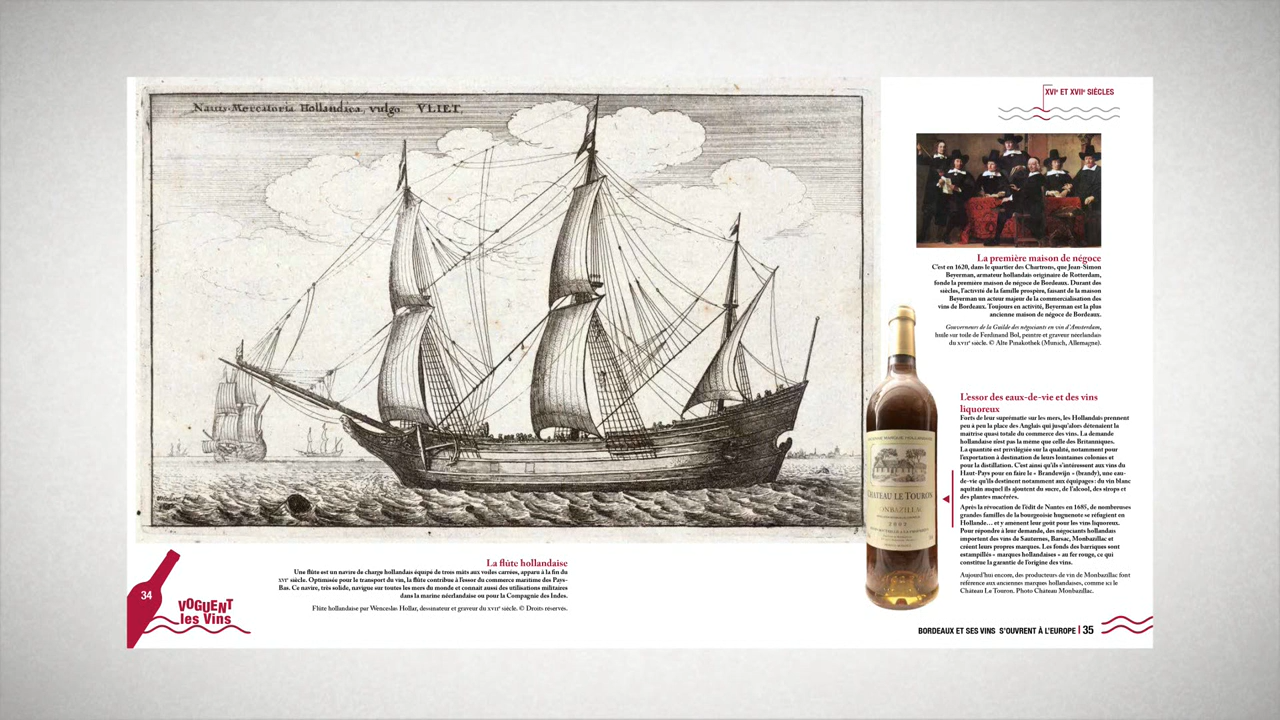 Nauis Mercatoria Hollandica, vulgo VLIET.
XVIᵉ ET XVIIᵉ SIÈCLES
La première maison de négoce
C'est en 1620, dans le quartier des Chartrons, que Jean-Simon
Beyerman, armateur hollandais originaire de Rotterdam,
fonde la première maison de négoce de Bordeaux. Durant des
siècles, l'activité de la famille prospère, faisant de la maison
Beyerman un acteur majeur de la commercialisation des
vins de Bordeaux. Toujours en activité, Beyerman est la plus
ancienne maison de négoce de Bordeaux.
Gouverneurs de la Guilde des négociants en vin d'Amsterdam,
huile sur toile de Ferdinand Bol, peintre et graveur néerlandais
du XVIIᵉ siècle. © Alte Pinakothek (Munich, Allemagne).
L'essor des eaux-de-vie et des vins
liquoreux
Forts de leur suprématie sur les mers, les Hollandais prennent
peu à peu la place des Anglais qui jusqu'alors détenaient la
maîtrise quasi totale du commerce des vins. La demande
hollandaise n'est pas la même que celle des Britanniques.
La quantité est privilégiée sur la qualité, notamment pour
l'exportation à destination de leurs lointaines colonies et
pour la distillation. C'est ainsi qu'ils s'intéressent aux vins du
Haut-Pays pour en faire le « Brandewijn » (brandy), une eau-
de-vie qu'ils destinent notamment aux équipages : du vin blanc
aquitain auquel ils ajoutent du sucre, de l'alcool, des sirops et
des plantes macérées.
Après la révocation de l'édit de Nantes en 1685, de nombreuses
grandes familles de la bourgeoisie huguenote se réfugient en
Hollande… et y amènent leur goût pour les vins liquoreux.
Pour répondre à leur demande, des négociants hollandais
importent des vins de Sauternes, Barsac, Monbazillac et
créent leurs propres marques. Les fonds des barriques sont
estampillés « marques hollandaises » au fer rouge, ce qui
constitue la garantie de l'origine des vins.
Aujourd'hui encore, des producteurs de vin de Monbazillac font
référence aux anciennes marques hollandaises, comme ici le
Château Le Touron. Photo Château Monbazillac.
MARQUE HOLLANDAISE
CHATEAU LE TOURON
MONBAZILLAC
La flûte hollandaise
Une flûte est un navire de charge hollandais équipé de trois mâts aux voiles carrées, apparu à la fin du
XVIᵉ siècle. Optimisée pour le transport du vin, la flûte contribue à l'essor du commerce maritime des Pays-
Bas. Ce navire, très solide, navigue sur toutes les mers du monde et connait aussi des utilisations militaires
dans la marine néerlandaise ou pour la Compagnie des Indes.
Flûte hollandaise par Wenceslas Hollar, dessinateur et graveur du XVIIᵉ siècle. © Droits réservés.
34
VOGUENT
les Vins
BORDEAUX ET SES VINS S'OUVRENT À L'EUROPE | 35